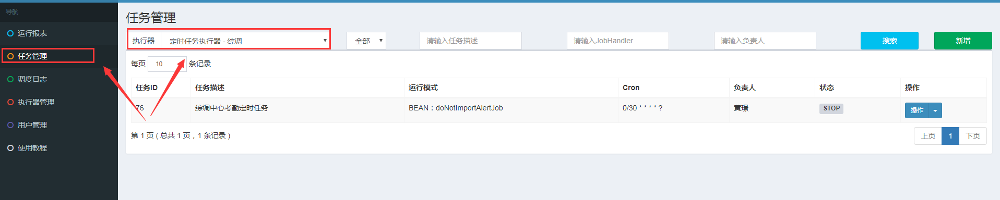 导航
运行报表
任务管理
调度日志
执行器管理
用户管理
使用教程
任务管理
执行器 定时任务执行器 - 综调 全部 请输入任务描述 请输入JobHandler 请输入负责人 搜索 新增
每页 10 条记录
任务ID 任务描述 运行模式 Cron 负责人 状态 操作
76 综调中心考勤定时任务 BEAN：doNotImportAlertJob 0/30 * * * * ? 黄璟 STOP 操作
第 1 页 ( 总共 1 页，1 条记录 ) 上页 1 下页